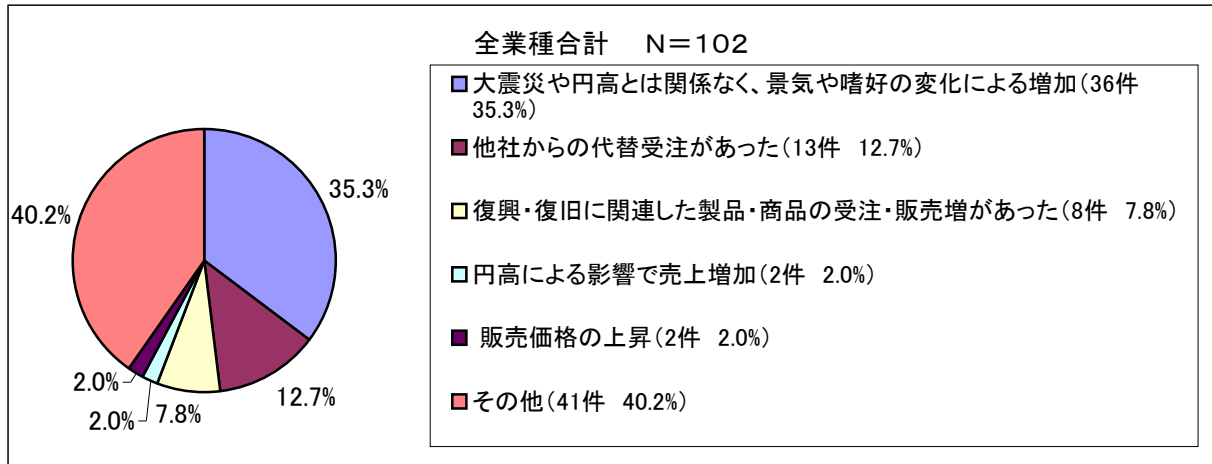 全業種合計　N=102
大震災や円高とは関係なく、景気や嗜好の変化による増加(36件
35.3%)
他社からの代替受注があった(13件 12.7%)
復興・復旧に関連した製品・商品の受注・販売増があった(8件 7.8%)
円高による影響で売上増加(2件 2.0%)
販売価格の上昇(2件 2.0%)
その他(41件 40.2%)
40.2%
35.3%
2.0%
2.0%
7.8%
12.7%